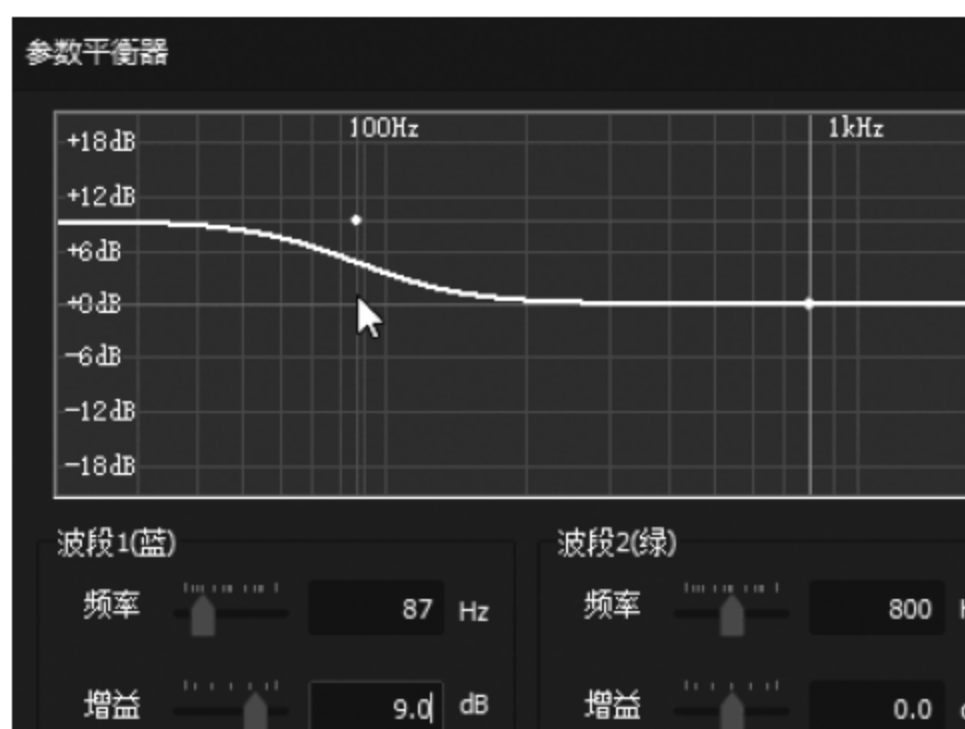 参数平衡器
100Hz 1kHz
+18dB
+12dB
+6dB
+0dB
-6dB
-12dB
-18dB
波段1(蓝) 波段2(绿)
频率 87 Hz 频率 800
增益 9.0 dB 增益 0.0